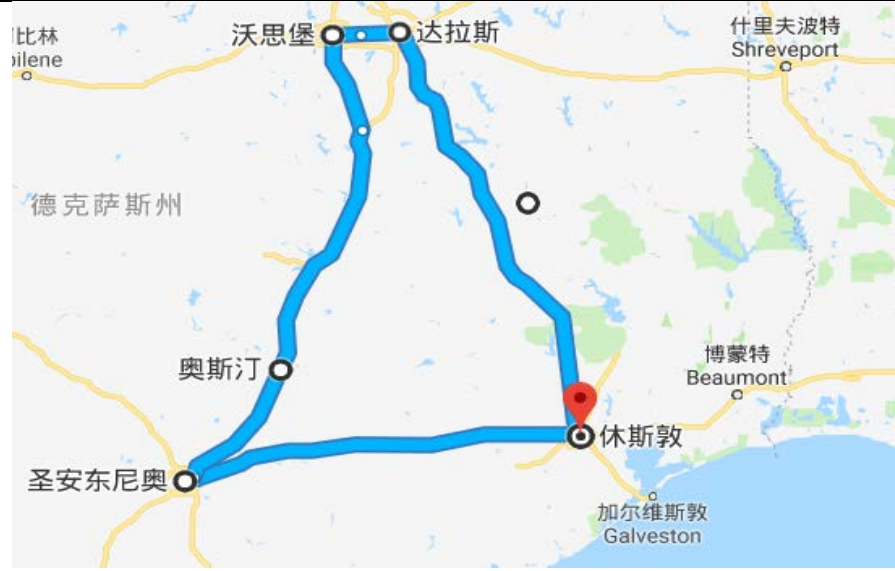 沃思堡
达拉斯
什里夫波特
Shreveport
比林
bilene
德克萨斯州
奥斯汀
博蒙特
Beaumont
休斯敦
圣安东尼奥
加尔维斯敦
Galveston